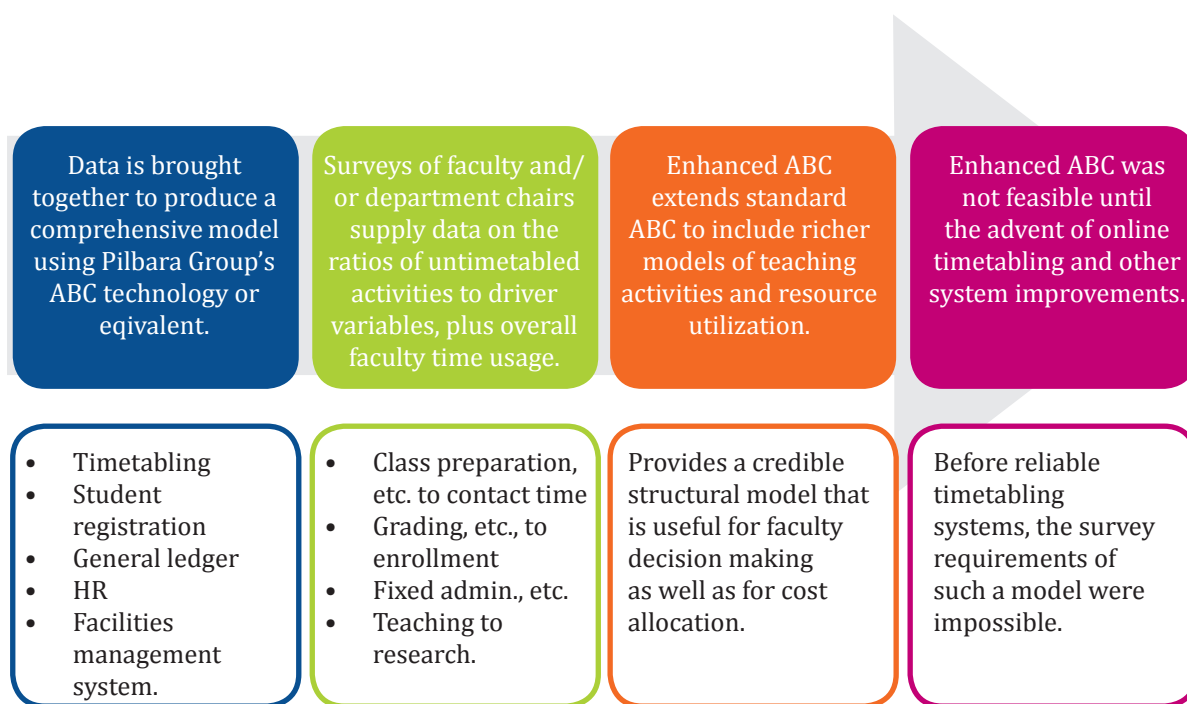 Data is brought
together to produce a
comprehensive model
using Pilbara Group's
ABC technology or
eqivalent.
Surveys of faculty and/
or department chairs
supply data on the
ratios of untimetabled
activities to driver
variables, plus overall
faculty time usage.
Enhanced ABC
extends standard
ABC to include richer
models of teaching
activities and resource
utilization.
Enhanced ABC was
not feasible until
the advent of online
timetabling and other
system improvements.
• Timetabling
• Student
registration
• General ledger
• HR
• Facilities
management
system.
• Class preparation,
etc. to contact time
• Grading, etc., to
enrollment
• Fixed admin., etc.
• Teaching to
research.
Provides a credible
structural model that
is useful for faculty
decision making
as well as for cost
allocation.
Before reliable
timetabling
systems, the survey
requirements of
such a model were
impossible.